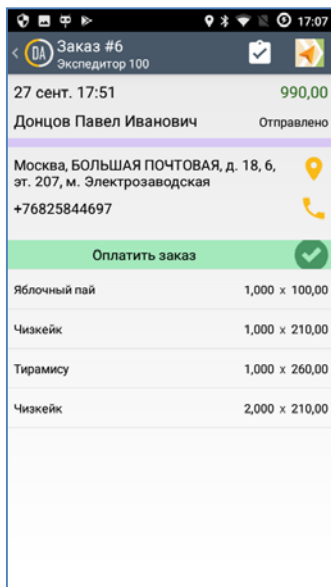 17:07
DA Заказ #6
Экспедитор 100
27 сент. 17:51 990,00
Донцов Павел Иванович Отправлено
Москва, БОЛЬШАЯ ПОЧТОВАЯ, д. 18, 6,
эт. 207, м. Электрозаводская
+76825844697
Оплатить заказ
Яблочный пай 1,000 x 100,00
Чизкейк 1,000 x 210,00
Тирамису 1,000 x 260,00
Чизкейк 2,000 x 210,00